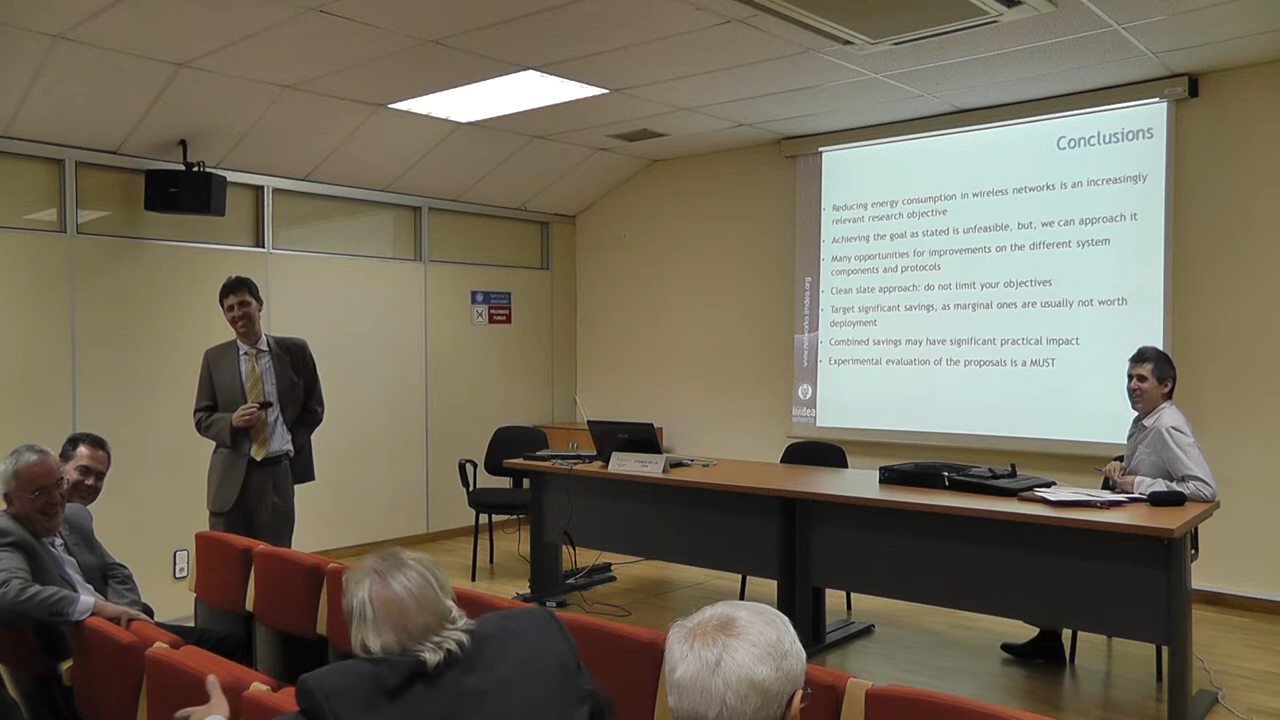 Conclusions
• Reducing energy consumption in wireless networks is an increasingly
relevant research objective
• Achieving the goal as stated is unfeasible, but, we can approach it
• Many opportunities for improvements on the different system
components and protocols
• Clean slate approach: do not limit your objectives
• Target significant savings, as marginal ones are usually not worth
deployment
• Combined savings may have significant practical impact
• Experimental evaluation of the proposals is a MUST
www.networks.imdea.org
imdea
networks
PROHIBIDO
FUMAR